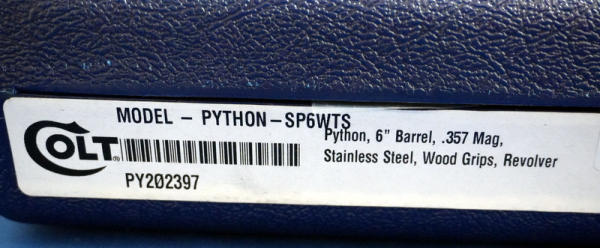 MODEL - PYTHON-SP6WTS
COLT®
Python, 6" Barrel, .357 Mag,
Stainless Steel, Wood Grips, Revolver
PY202397